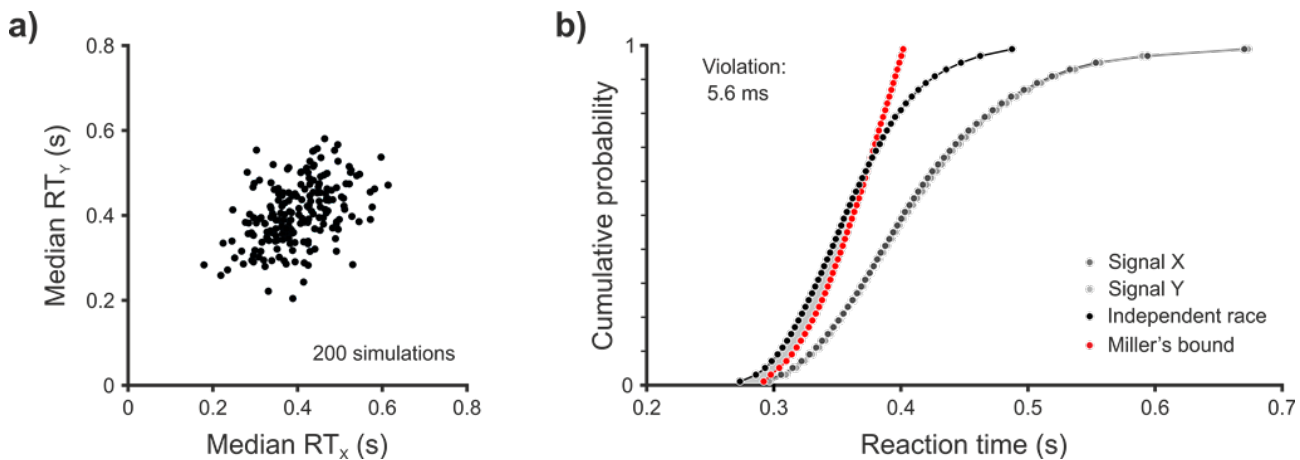 a)
0.8
0.6
0.4
0.2
0
Median RT_Y (s)
200 simulations
0
0.2
0.4
0.6
0.8
Median RT_X (s)
b)
1
0
Cumulative probability
Violation:
5.6 ms
Signal X
Signal Y
Independent race
Miller's bound
0.2
0.3
0.4
0.5
0.6
0.7
Reaction time (s)